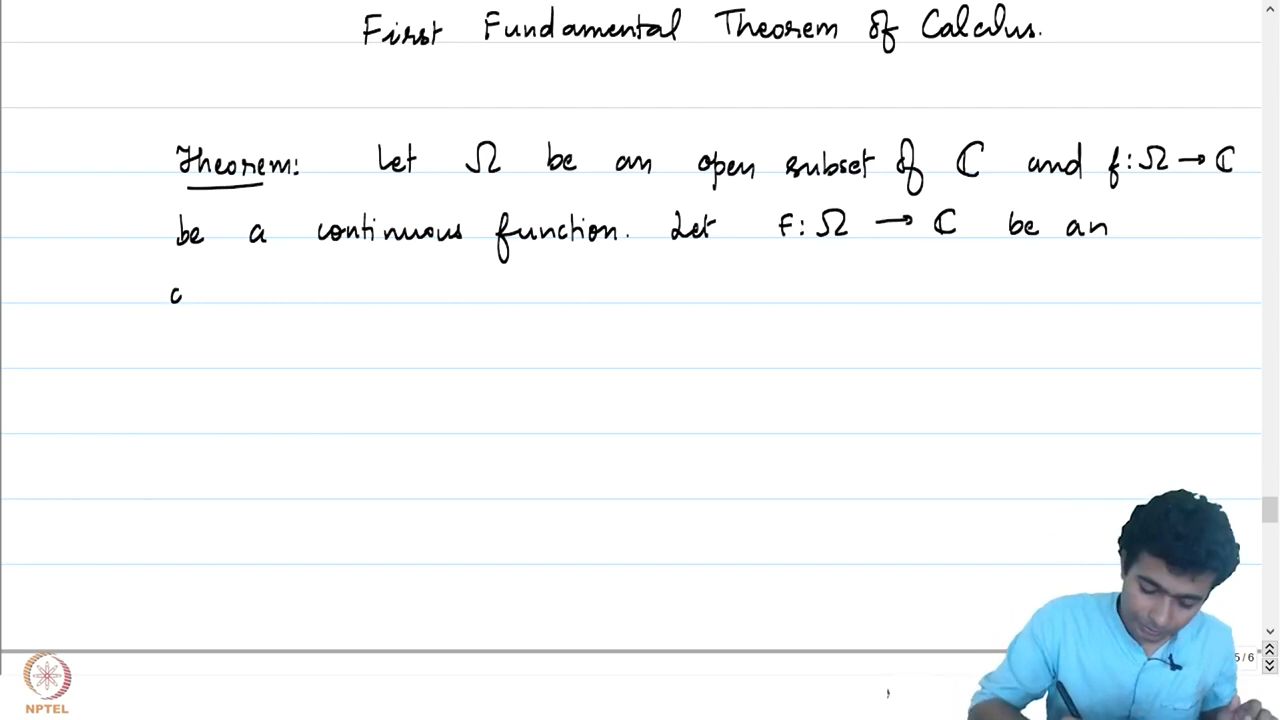 First Fundamental Theorem of Calculus.
Theorem: Let Ω be an open subset of ℂ and f: Ω → ℂ
be a continuous function. Let F: Ω → ℂ be an
a
5 / 6
NPTEL